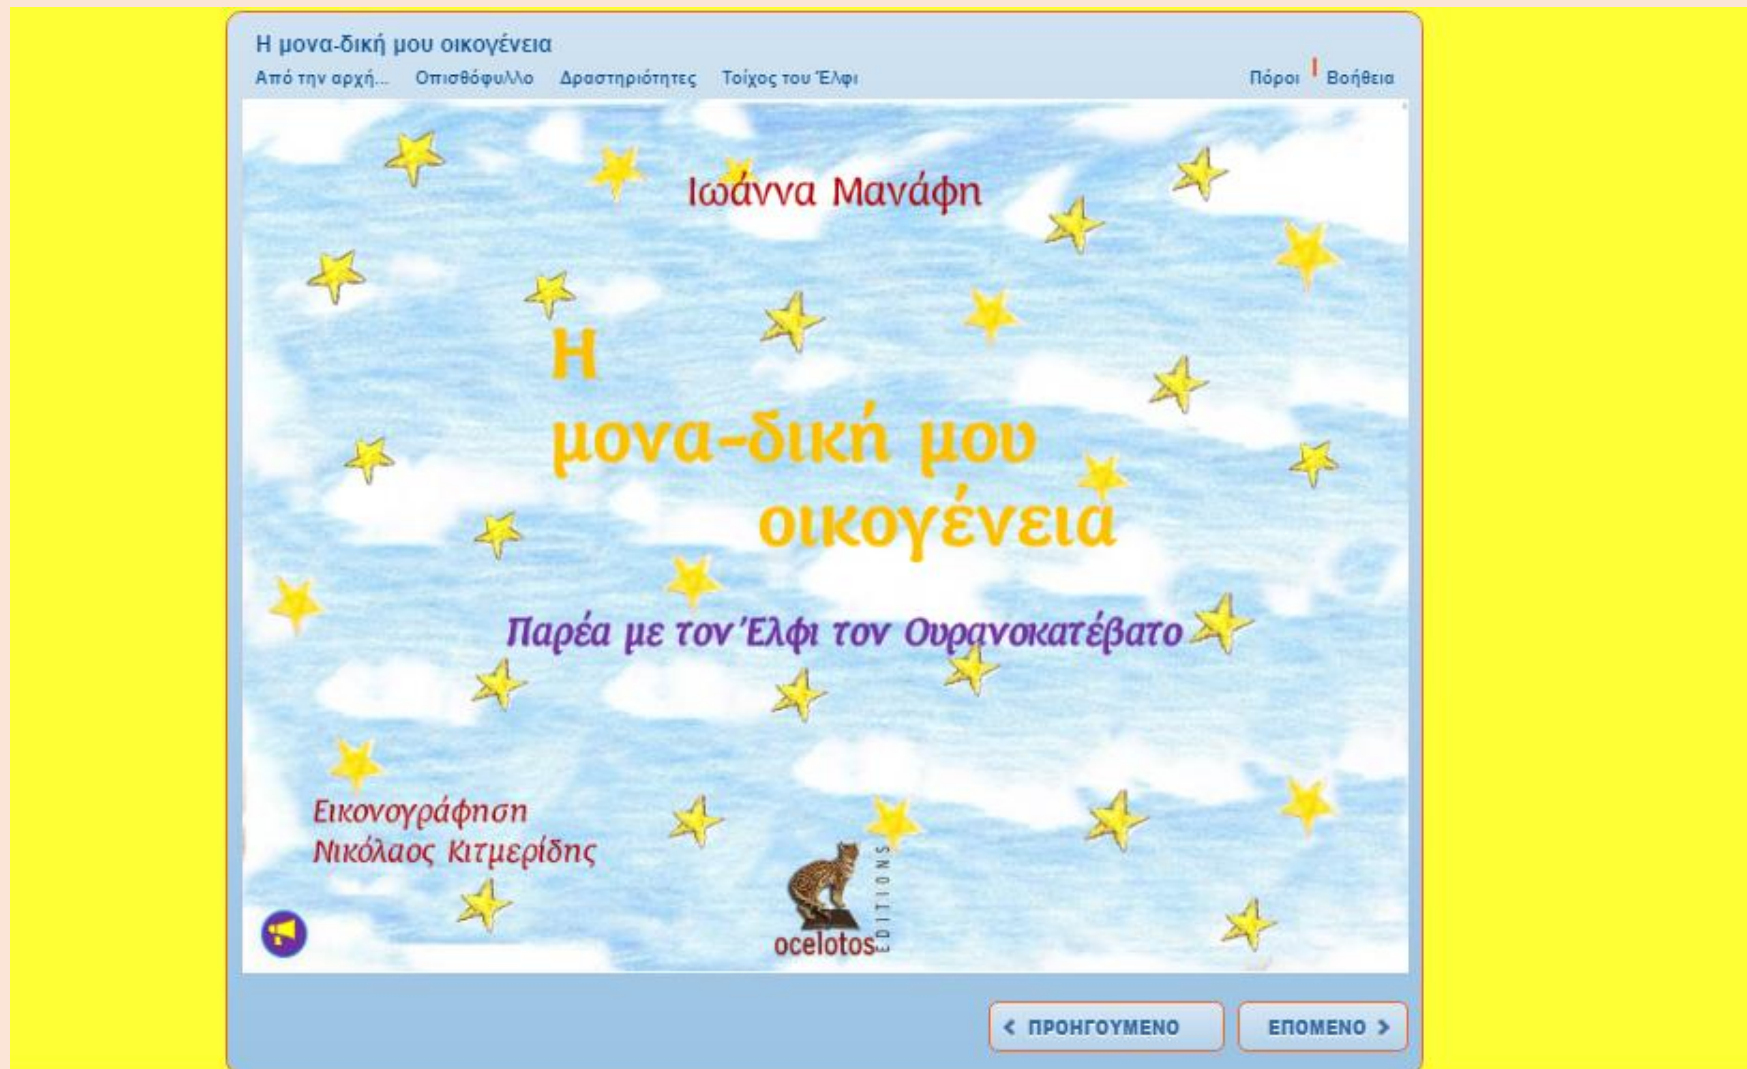 Η μονα-δική μου οικογένεια
Από την αρχή... Οπισθόφυλλο Δραστηριότητες Τοίχος του Έλφι
Πόροι Βοήθεια
Ιωάννα Μανάφη
Η
μονα-δική μου
οικογένεια
Παρέα με τον Έλφι τον Ουρανοκατέβατο
Εικονογράφηση
Νικόλαος Κιτμερίδης
ocelotos
EDITIONS
ΠΡΟΗΓΟΥΜΕΝΟ
ΕΠΟΜΕΝΟ